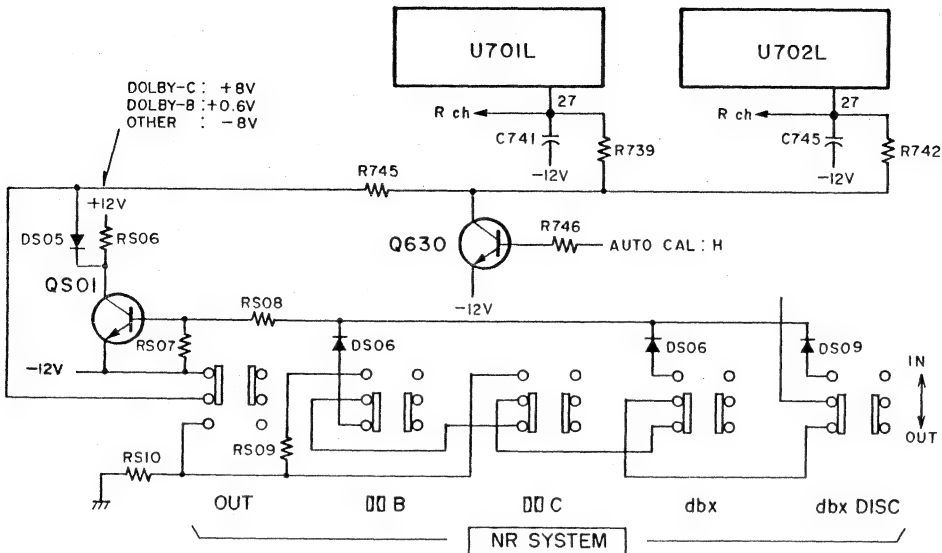 U701L
U702L
DOLBY-C : +8V
DOLBY-B : +0.6V
OTHER : -8V
27
27
R ch
R ch
C741
R739
C745
R742
-12V
-12V
R745
+12V
DS05
RS06
Q630
R746
AUTO CAL : H
QS01
RS08
-12V
RS07
DS06
DS06
DS09
-12V
IN
OUT
RS09
RS10
OUT
B
C
dbx
dbx DISC
NR SYSTEM